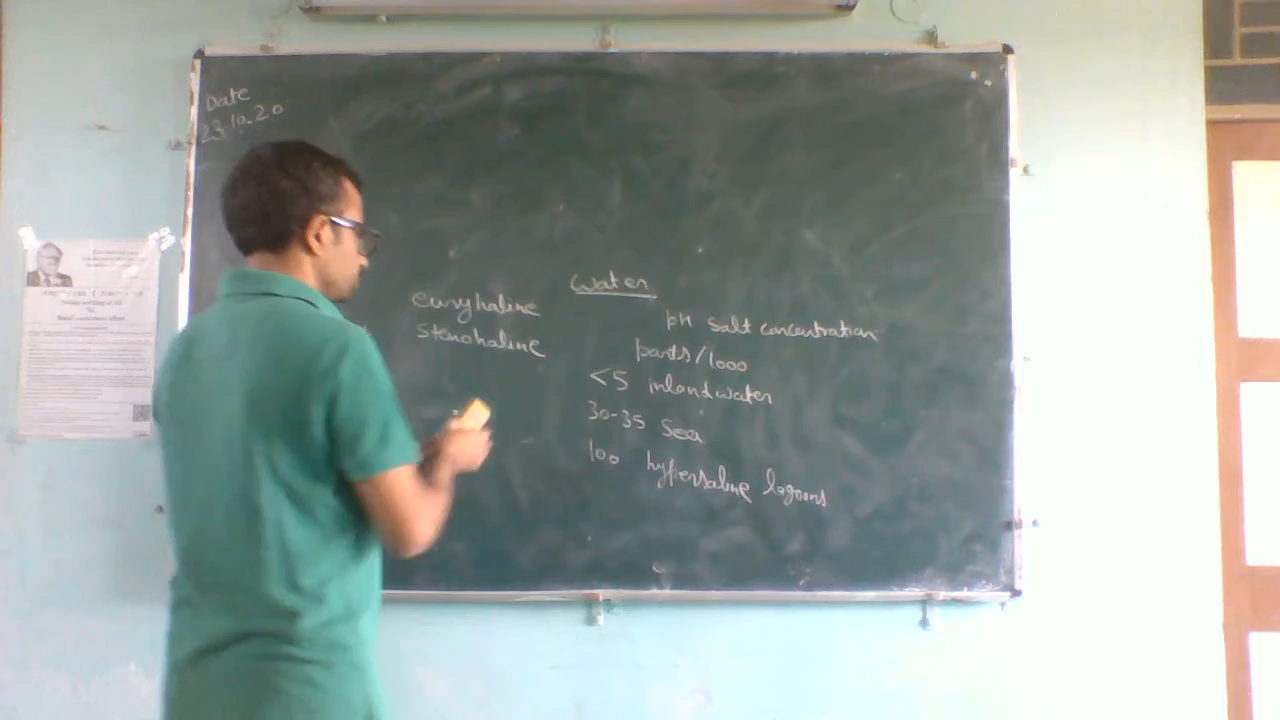 Date
23.10.20
Water
euryhaline
stenohaline
pH salt concentration
parts/1000
<5 inland water
30-35 Sea
100 hypersaline lagoons